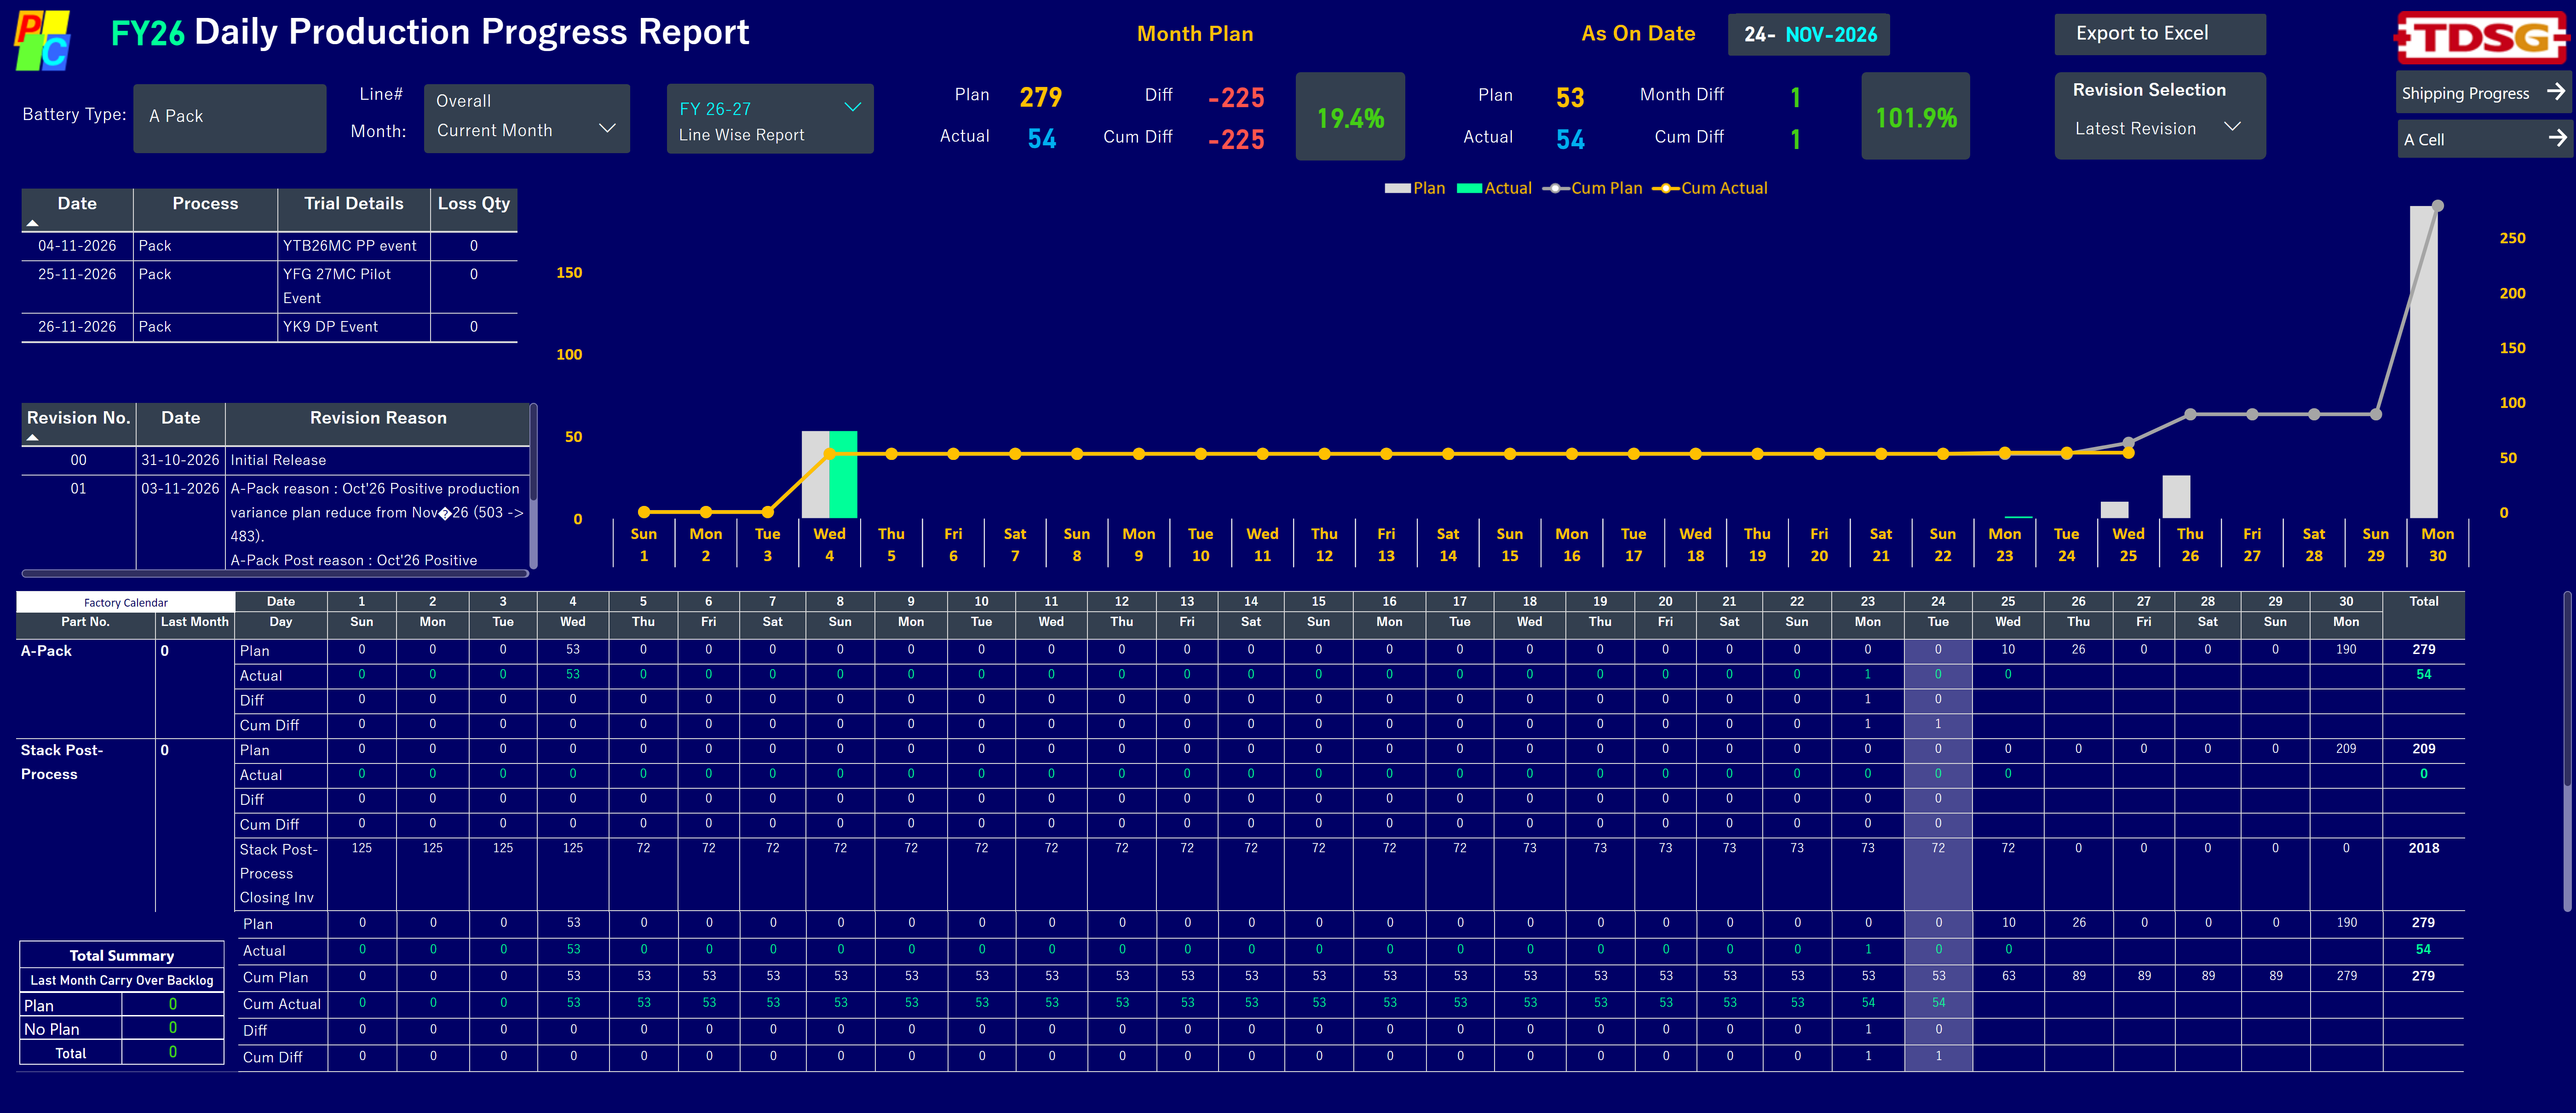 PC
FY26 Daily Production Progress Report
Month Plan
As On Date
24- NOV-2026
Export to Excel
TDSG
Battery Type: A Pack
Line# Overall
Month: Current Month
FY 26-27
Line Wise Report
Plan 279 Diff -225
Actual 54 Cum Diff -225
19.4%
Plan 53 Month Diff 1
Actual 54 Cum Diff 1
101.9%
Revision Selection
Latest Revision
Shipping Progress
A Cell
Date Process Trial Details Loss Qty
04-11-2026 Pack YTB26MC PP event 0
25-11-2026 Pack YFG 27MC Pilot Event 0
26-11-2026 Pack YK9 DP Event 0
Revision No. Date Revision Reason
00 31-10-2026 Initial Release
01 03-11-2026 A-Pack reason : Oct'26 Positive production
variance plan reduce from Nov�26 (503 ->
483).
A-Pack Post reason : Oct'26 Positive
Plan Actual Cum Plan Cum Actual
150
100
50
0
250
200
150
100
50
0
Sun Mon Tue Wed Thu Fri Sat Sun Mon Tue Wed Thu Fri Sat Sun Mon Tue Wed Thu Fri Sat Sun Mon Tue Wed Thu Fri Sat Sun Mon
1 2 3 4 5 6 7 8 9 10 11 12 13 14 15 16 17 18 19 20 21 22 23 24 25 26 27 28 29 30
Factory Calendar Date 1 2 3 4 5 6 7 8 9 10 11 12 13 14 15 16 17 18 19 20 21 22 23 24 25 26 27 28 29 30 Total
Part No. Last Month Day Sun Mon Tue Wed Thu Fri Sat Sun Mon Tue Wed Thu Fri Sat Sun Mon Tue Wed Thu Fri Sat Sun Mon Tue Wed Thu Fri Sat Sun Mon
A-Pack 0 Plan 0 0 0 53 0 0 0 0 0 0 0 0 0 0 0 0 0 0 0 0 0 0 0 0 10 26 0 0 0 190 279
Actual 0 0 0 53 0 0 0 0 0 0 0 0 0 0 0 0 0 0 0 0 0 0 1 0 0 54
Diff 0 0 0 0 0 0 0 0 0 0 0 0 0 0 0 0 0 0 0 0 0 0 1 0
Cum Diff 0 0 0 0 0 0 0 0 0 0 0 0 0 0 0 0 0 0 0 0 0 0 1 1
Stack Post-Process 0 Plan 0 0 0 0 0 0 0 0 0 0 0 0 0 0 0 0 0 0 0 0 0 0 0 0 0 0 0 0 0 209 209
Actual 0 0 0 0 0 0 0 0 0 0 0 0 0 0 0 0 0 0 0 0 0 0 0 0 0 0
Diff 0 0 0 0 0 0 0 0 0 0 0 0 0 0 0 0 0 0 0 0 0 0 0 0
Cum Diff 0 0 0 0 0 0 0 0 0 0 0 0 0 0 0 0 0 0 0 0 0 0 0 0
Stack Post-Process Closing Inv 125 125 125 125 72 72 72 72 72 72 72 72 72 72 72 72 72 73 73 73 73 73 73 72 72 0 0 0 0 0 2018
Plan 0 0 0 53 0 0 0 0 0 0 0 0 0 0 0 0 0 0 0 0 0 0 0 0 10 26 0 0 0 190 279
Actual 0 0 0 53 0 0 0 0 0 0 0 0 0 0 0 0 0 0 0 0 0 0 1 0 0 54
Cum Plan 0 0 0 53 53 53 53 53 53 53 53 53 53 53 53 53 53 53 53 53 53 53 53 53 63 89 89 89 89 279 279
Cum Actual 0 0 0 53 53 53 53 53 53 53 53 53 53 53 53 53 53 53 53 53 53 53 54 54
Diff 0 0 0 0 0 0 0 0 0 0 0 0 0 0 0 0 0 0 0 0 0 0 1 0
Cum Diff 0 0 0 0 0 0 0 0 0 0 0 0 0 0 0 0 0 0 0 0 0 0 1 1
Total Summary
Last Month Carry Over Backlog
Plan 0
No Plan 0
Total 0